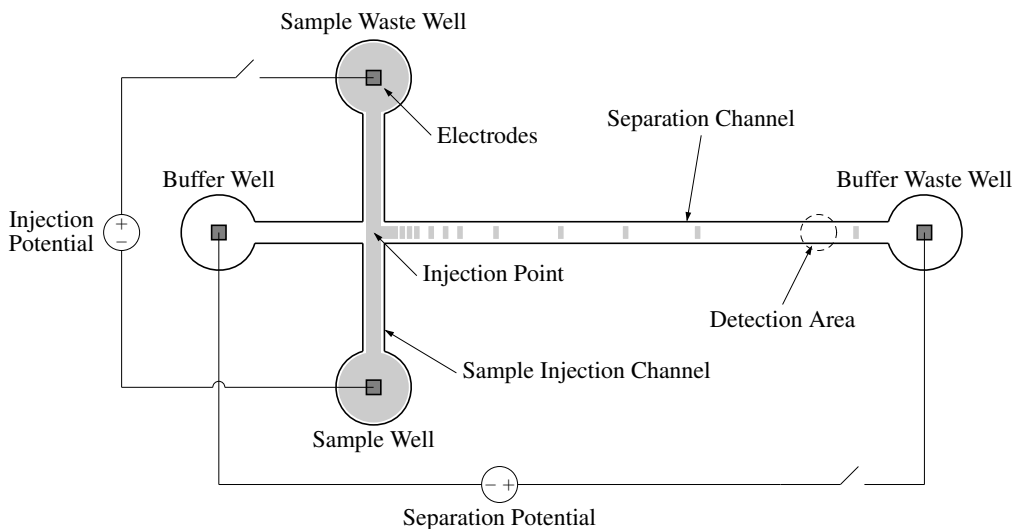 Sample Waste Well
Electrodes
Separation Channel
Buffer Well
Buffer Waste Well
Injection
Potential
+
−
Injection Point
Detection Area
Sample Injection Channel
Sample Well
− +
Separation Potential